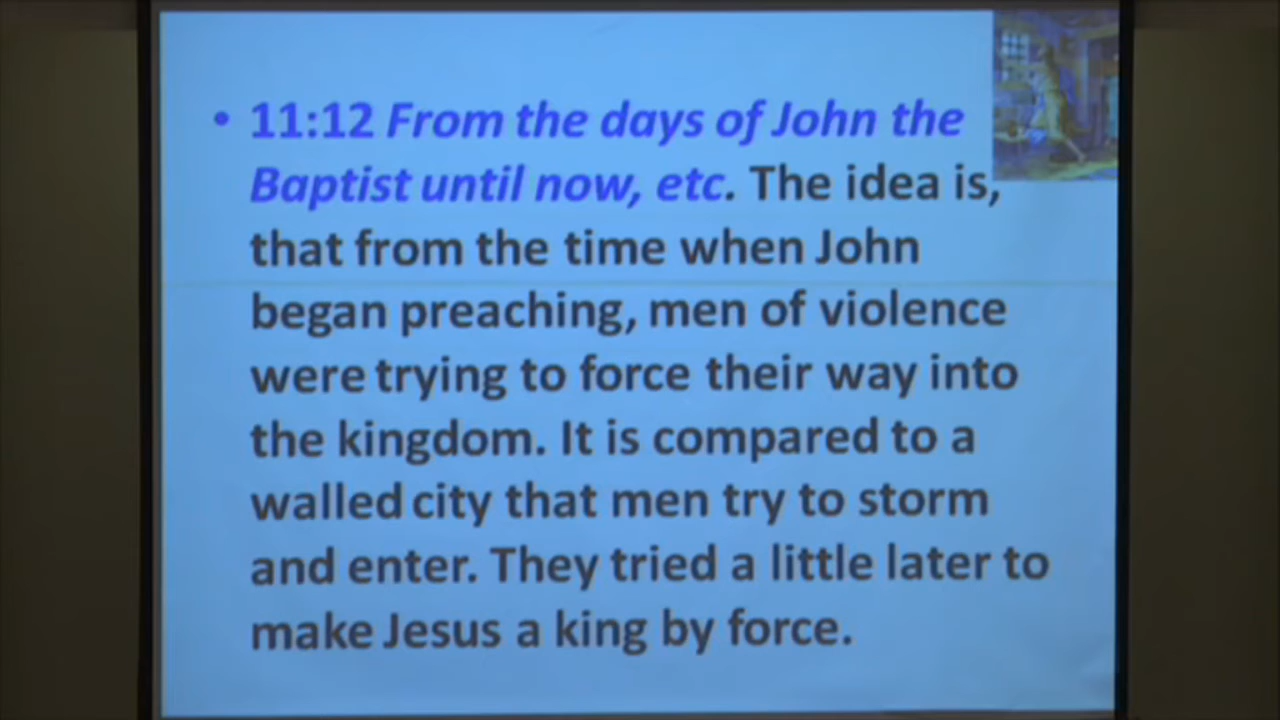 • 11:12 From the days of John the
Baptist until now, etc. The idea is,
that from the time when John
began preaching, men of violence
were trying to force their way into
the kingdom. It is compared to a
walled city that men try to storm
and enter. They tried a little later to
make Jesus a king by force.